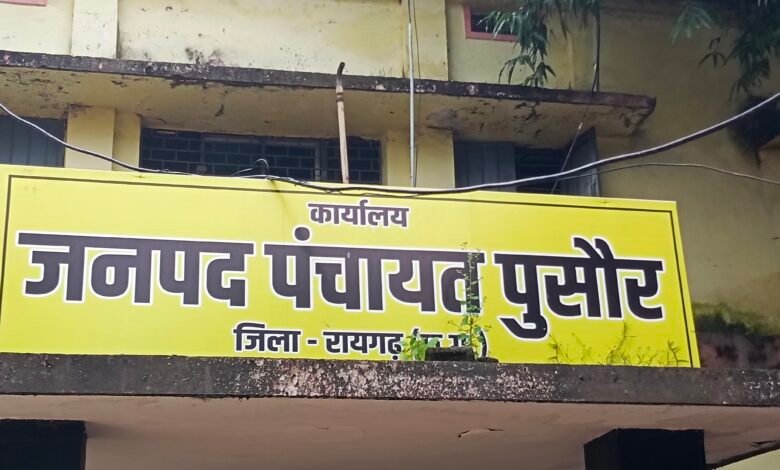 कार्यालय
जनपद पंचायत पुसौर
जिला - रायगढ़